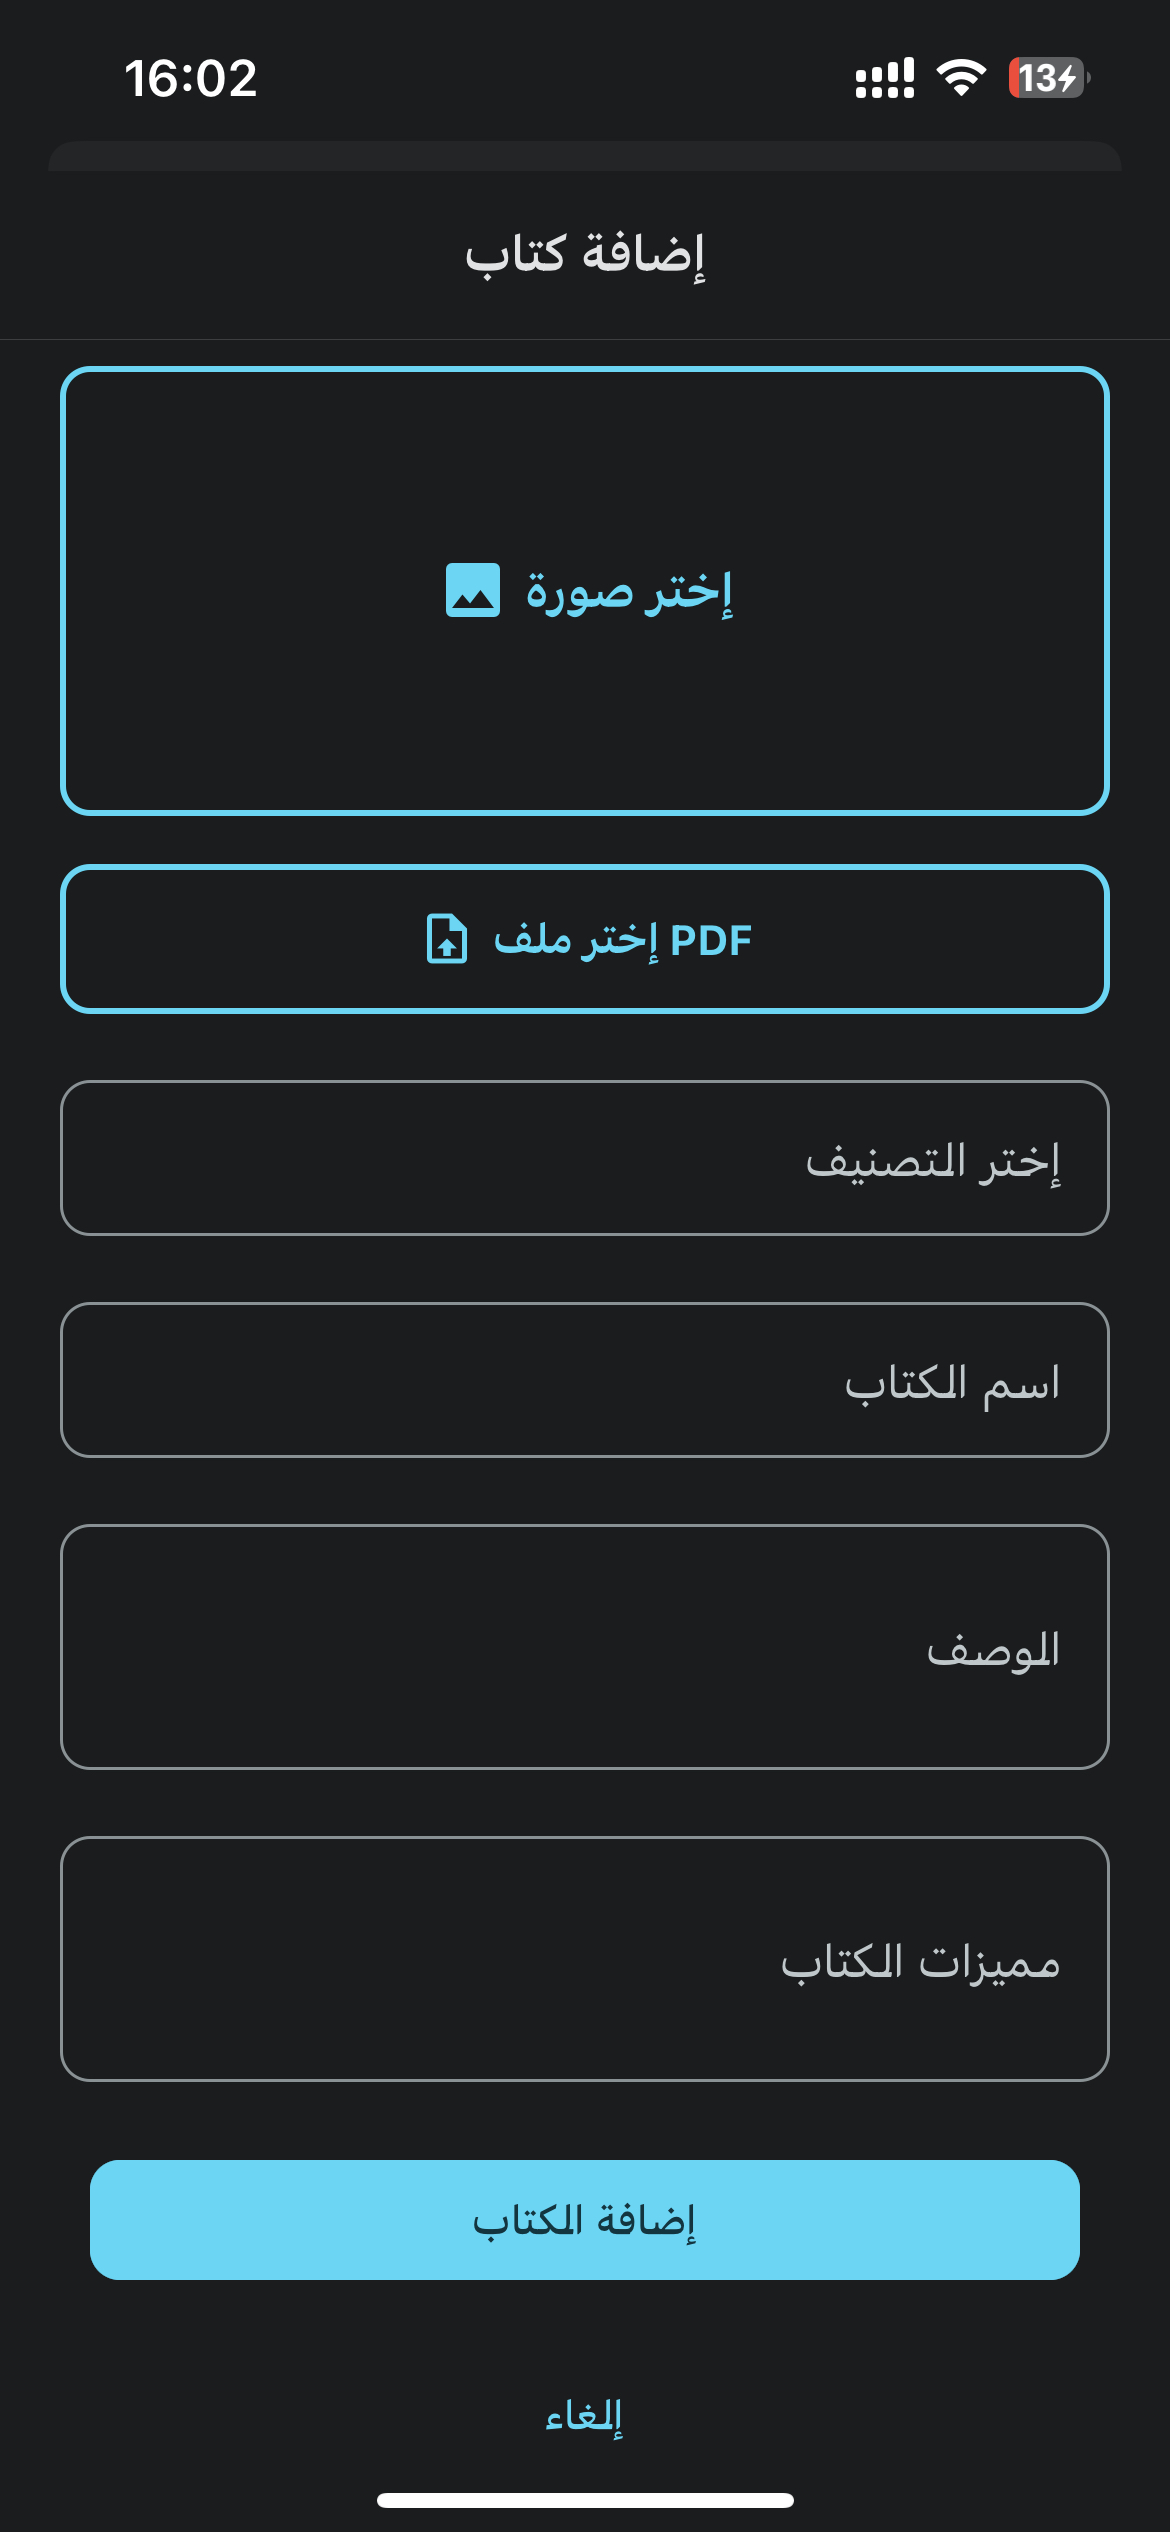 16:02
13
إضافة كتاب
إختر صورة
PDF إختر ملف
إختر التصنيف
اسم الكتاب
الوصف
مميزات الكتاب
إضافة الكتاب
إلغاء